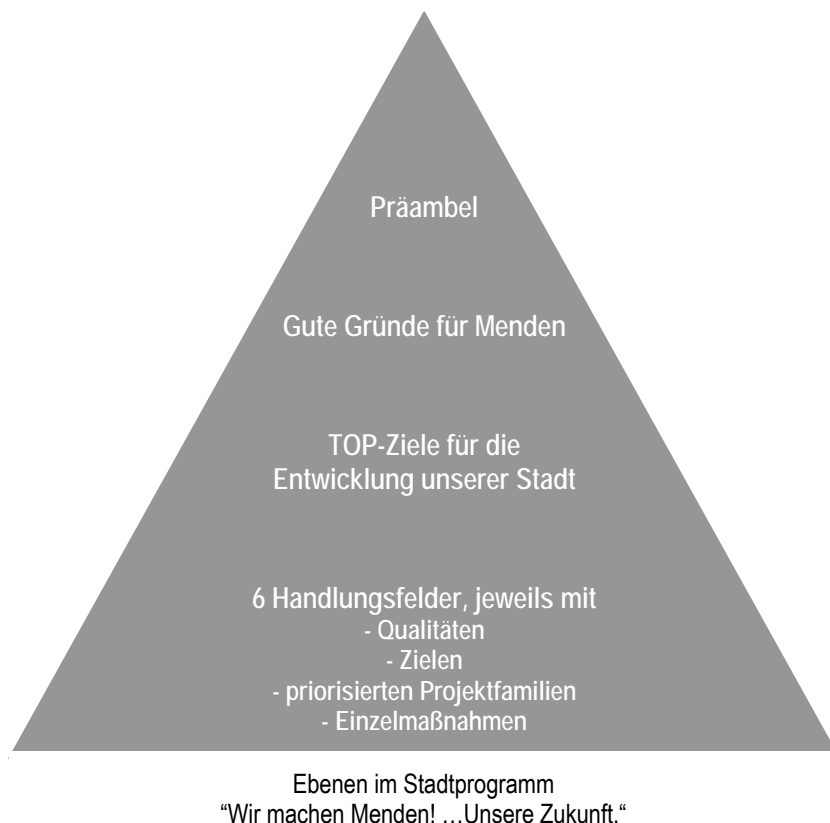 Präambel
Gute Gründe für Menden
TOP-Ziele für die
Entwicklung unserer Stadt
6 Handlungsfelder, jeweils mit
- Qualitäten
- Zielen
- priorisierten Projektfamilien
- Einzelmaßnahmen
Ebenen im Stadtprogramm
“Wir machen Menden! …Unsere Zukunft.“